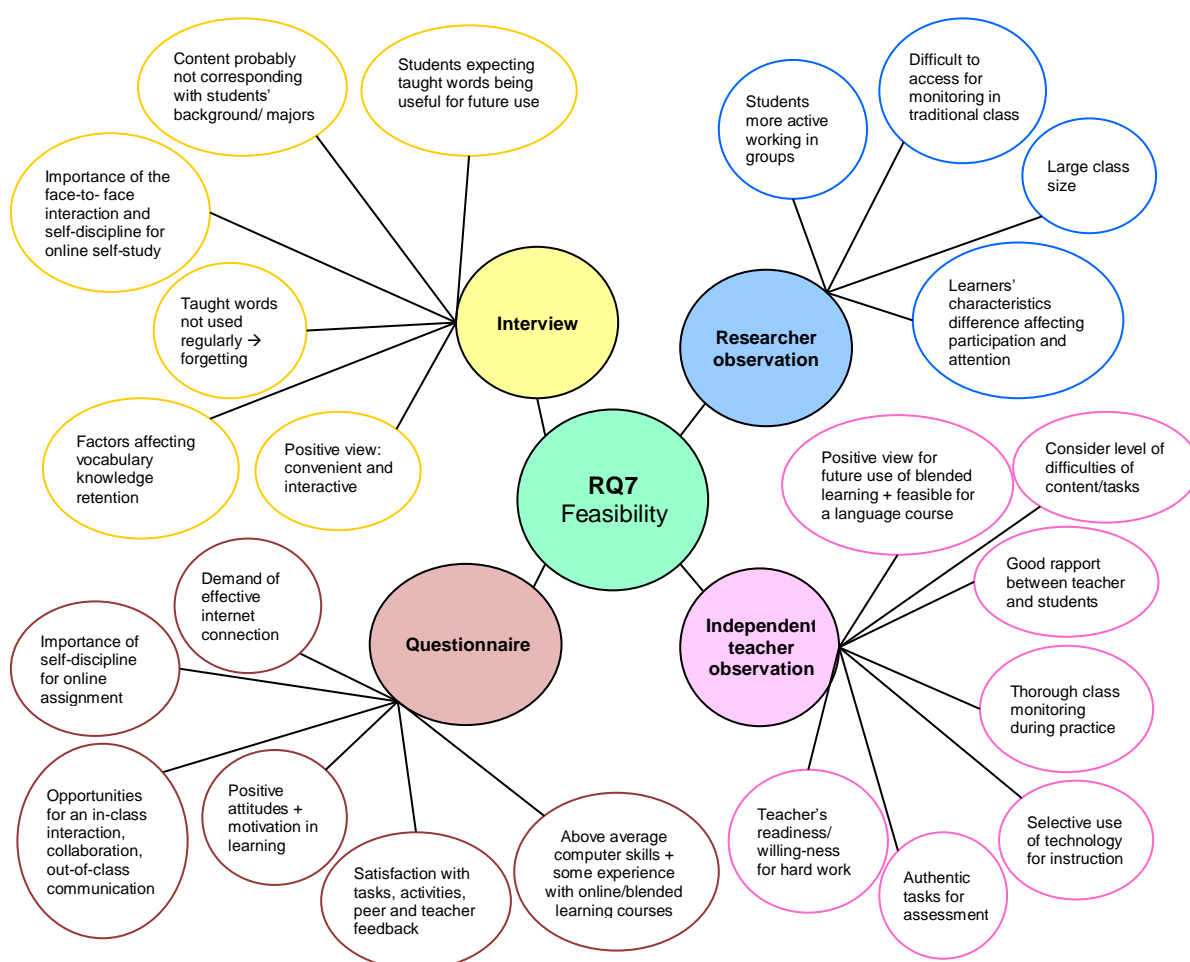 Content probably
not corresponding
with students'
background/ majors
Students expecting
taught words being
useful for future use
Importance of the
face-to- face
interaction and
self-discipline for
online self-study
Taught words
not used
regularly →
forgetting
Factors affecting
vocabulary
knowledge
retention
Positive view:
convenient and
interactive
Interview
Students
more active
working in
groups
Difficult to
access for
monitoring in
traditional class
Large class
size
Learners'
characteristics
difference affecting
participation and
attention
Researcher
observation
RQ7
Feasibility
Questionnaire
Demand of
effective
internet
connection
Importance of
self-discipline
for online
assignment
Opportunities
for an in-class
interaction,
collaboration,
out-of-class
communication
Positive
attitudes +
motivation in
learning
Satisfaction with
tasks, activities,
peer and teacher
feedback
Above average
computer skills +
some experience
with online/blended
learning courses
Independent
teacher
observation
Positive view for
future use of blended
learning + feasible for
a language course
Consider level of
difficulties of
content/tasks
Good rapport
between teacher
and students
Thorough class
monitoring
during practice
Selective use
of technology
for instruction
Authentic
tasks for
assessment
Teacher's
readiness/
willing-ness
for hard work